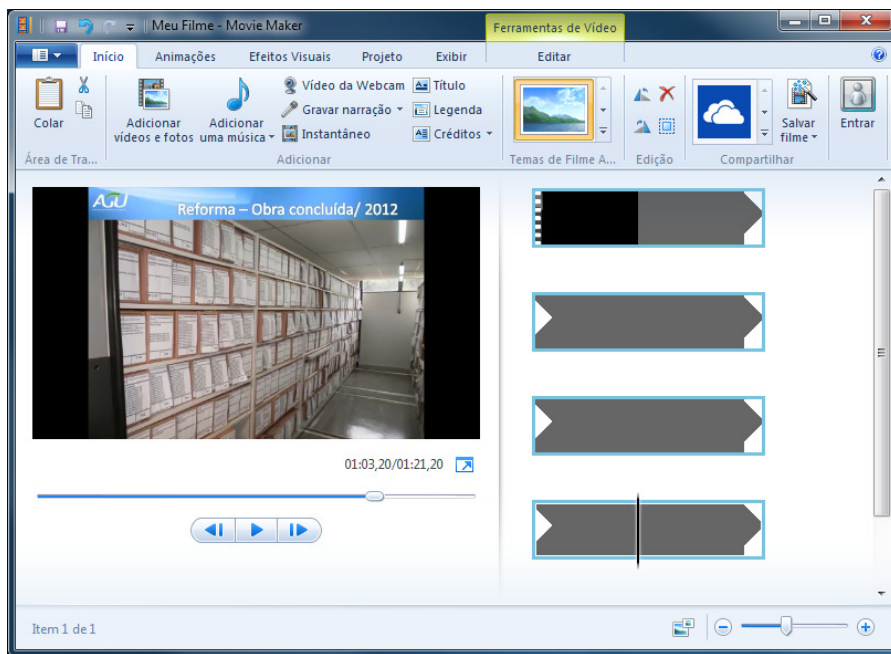 Meu Filme - Movie Maker
Ferramentas de Vídeo
Início Animações Efeitos Visuais Projeto Exibir Editar
Colar
Adicionar vídeos e fotos
Adicionar uma música
Vídeo da Webcam
Gravar narração
Instantâneo
Título
Legenda
Créditos
Salvar filme
Entrar
Área de Tra...
Adicionar
Temas de Filme A...
Edição
Compartilhar
AGU
Reforma – Obra concluída/ 2012
01:03,20/01:21,20
Item 1 de 1